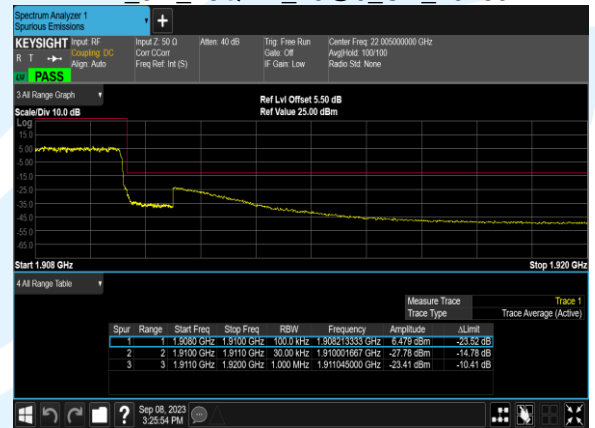 Spectrum Analyzer 1
Spurious Emissions
KEYSIGHT Input: RF
R T Coupling: DC
Align: Auto
Input Z: 50 Ω
Corr CCorr
Freq Ref: Int (S)
Atten: 40 dB
Trig: Free Run
Gate: Off
IF Gain: Low
Center Freq: 22.005000000 GHz
Avg|Hold: 100/100
Radio Std: None
LV PASS
3 All Range Graph
Scale/Div 10.0 dB
Ref Lvl Offset 5.50 dB
Ref Value 25.00 dBm
Log
15.0
5.00
-5.00
-15.0
-25.0
-35.0
-45.0
-55.0
-65.0
Start 1.908 GHz
Stop 1.920 GHz
4 All Range Table
Measure Trace Trace 1
Trace Type Trace Average (Active)
Spur Range Start Freq Stop Freq RBW Frequency Amplitude ΔLimit
1 1 1.9080 GHz 1.9100 GHz 100.0 kHz 1.908213333 GHz 6.479 dBm -23.52 dB
2 2 1.9100 GHz 1.9110 GHz 30.00 kHz 1.910001667 GHz -27.78 dBm -14.78 dB
3 3 1.9110 GHz 1.9200 GHz 1.000 MHz 1.911045000 GHz -23.41 dBm -10.41 dB
Sep 08, 2023
3:25:54 PM